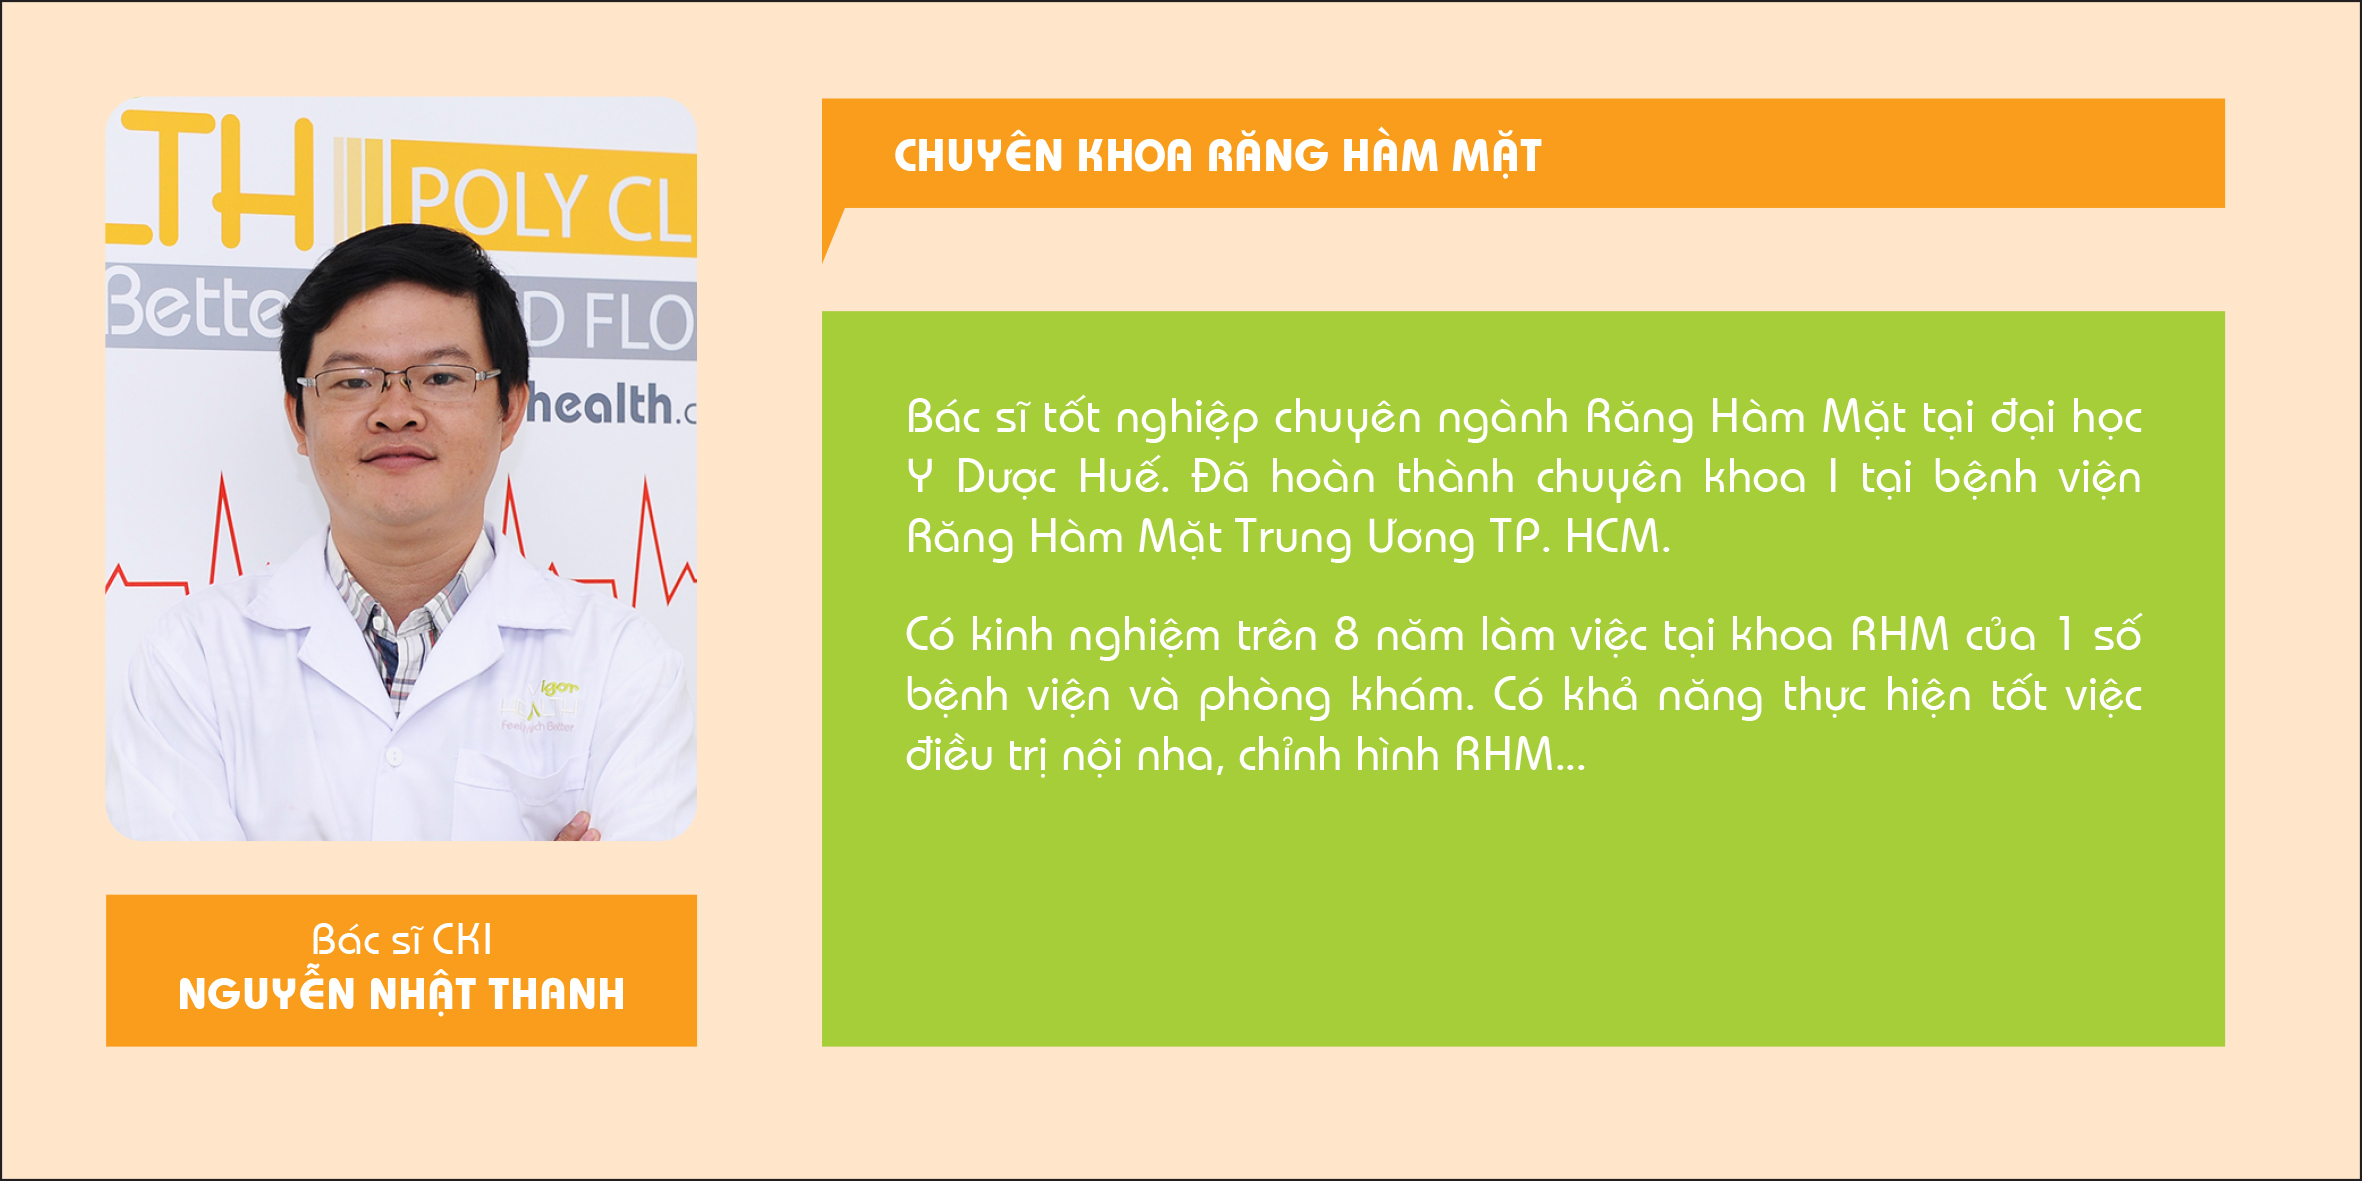 LTH
POLY CL
Bette
D FLO
health.c
igor
Better
Bác sĩ CKI
NGUYỄN NHẬT THANH
CHUYÊN KHOA RĂNG HÀM MẶT
Bác sĩ tốt nghiệp chuyên ngành Răng Hàm Mặt tại đại học
Y Dược Huế. Đã hoàn thành chuyên khoa I tại bệnh viện
Răng Hàm Mặt Trung Ương TP. HCM.
Có kinh nghiệm trên 8 năm làm việc tại khoa RHM của 1 số
bệnh viện và phòng khám. Có khả năng thực hiện tốt việc
điều trị nội nha, chỉnh hình RHM...